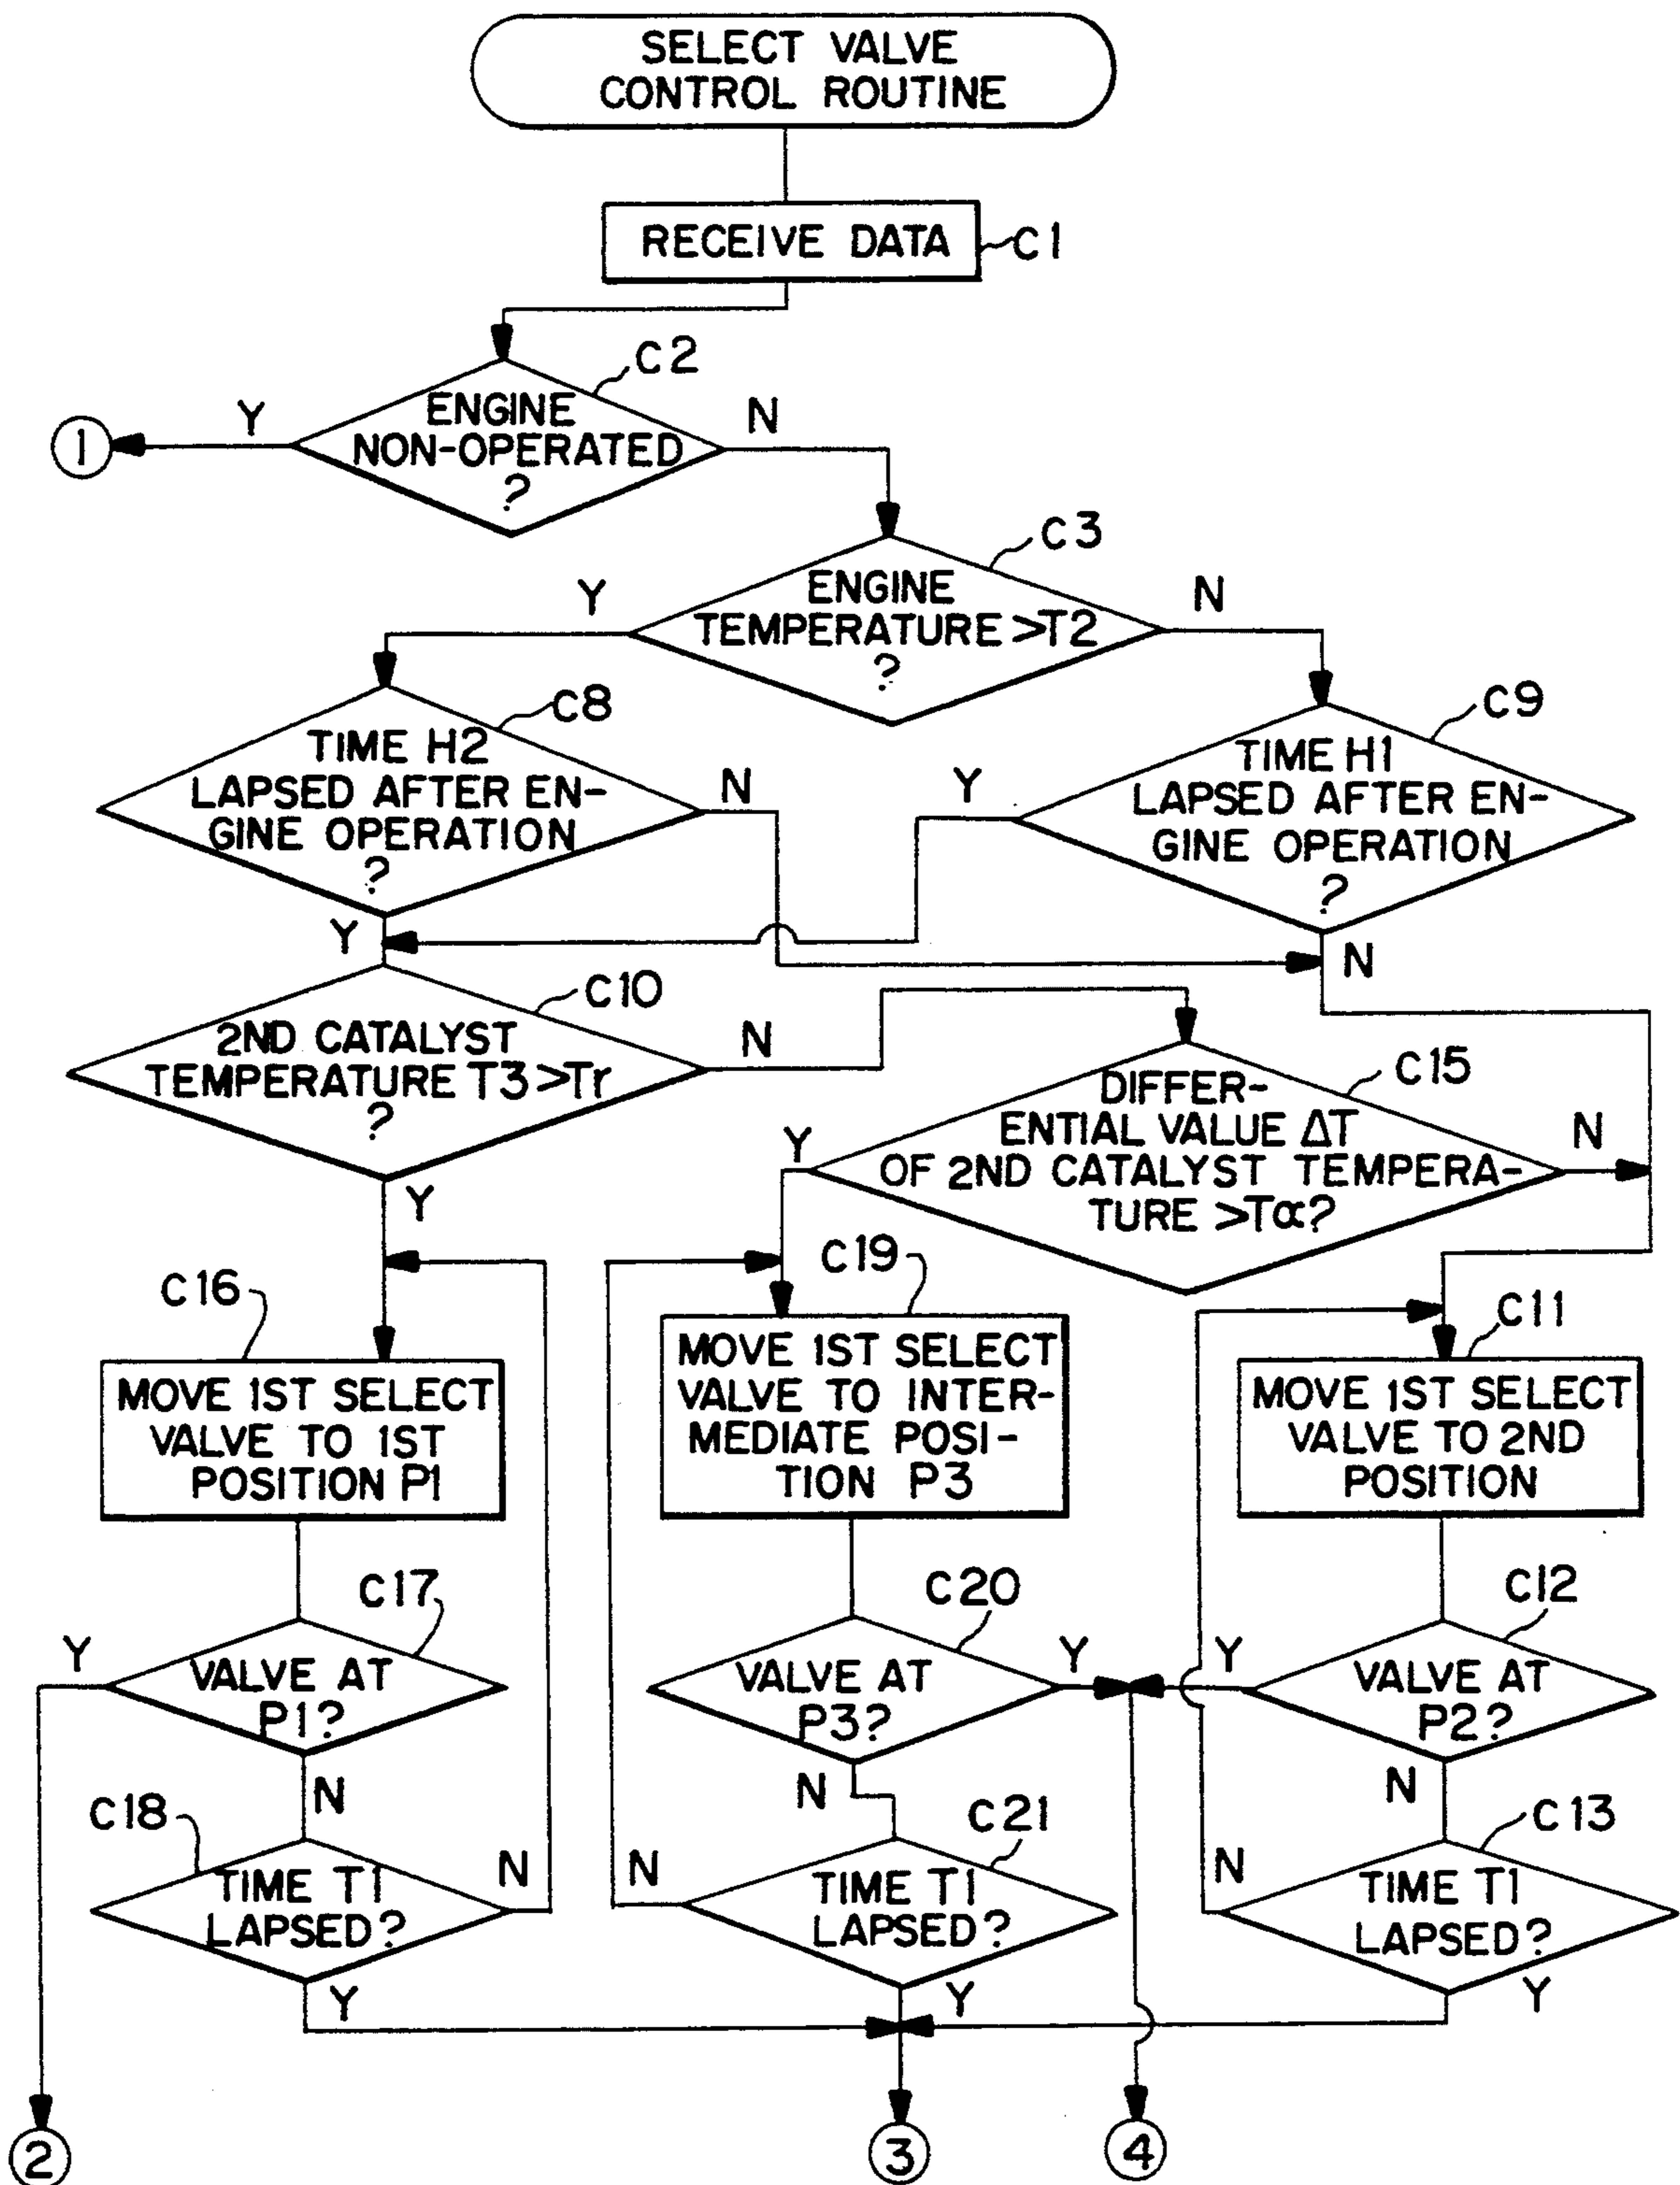 SELECT VALVE
CONTROL ROUTINE
RECEIVE DATA
C1
C2
ENGINE
NON-OPERATED
?
Y
N
1
C3
ENGINE
TEMPERATURE >T2
?
Y
N
C8
TIME H2
LAPSED AFTER EN-
GINE OPERATION
?
N
Y
C9
TIME H1
LAPSED AFTER EN-
GINE OPERATION
?
Y
N
C10
2ND CATALYST
TEMPERATURE T3>Tr
?
N
Y
C15
DIFFER-
ENTIAL VALUE ΔT
OF 2ND CATALYST TEMPERA-
TURE >Tα?
Y
N
C16
MOVE 1ST SELECT
VALVE TO 1ST
POSITION P1
C19
MOVE 1ST SELECT
VALVE TO INTER-
MEDIATE POSI-
TION P3
C11
MOVE 1ST SELECT
VALVE TO 2ND
POSITION
C17
Y
VALVE AT
P1?
N
C20
VALVE AT
P3?
Y
N
C12
Y
VALVE AT
P2?
N
C18
TIME T1
LAPSED?
N
Y
C21
N
TIME T1
LAPSED?
Y
C13
N
TIME T1
LAPSED?
Y
2
3
4